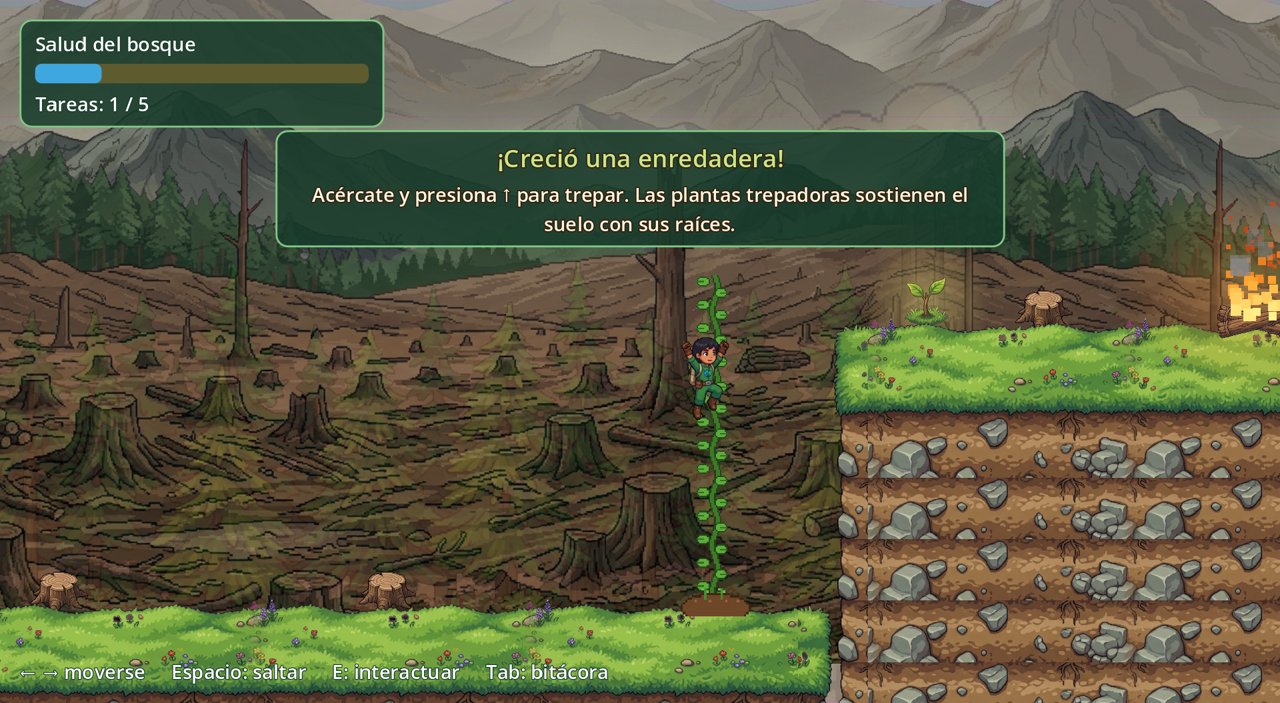 Salud del bosque
Tareas: 1 / 5
¡Creció una enredadera!
Acércate y presiona ↑ para trepar. Las plantas trepadoras sostienen el
suelo con sus raíces.
← → moverse Espacio: saltar E: interactuar Tab: bitácora